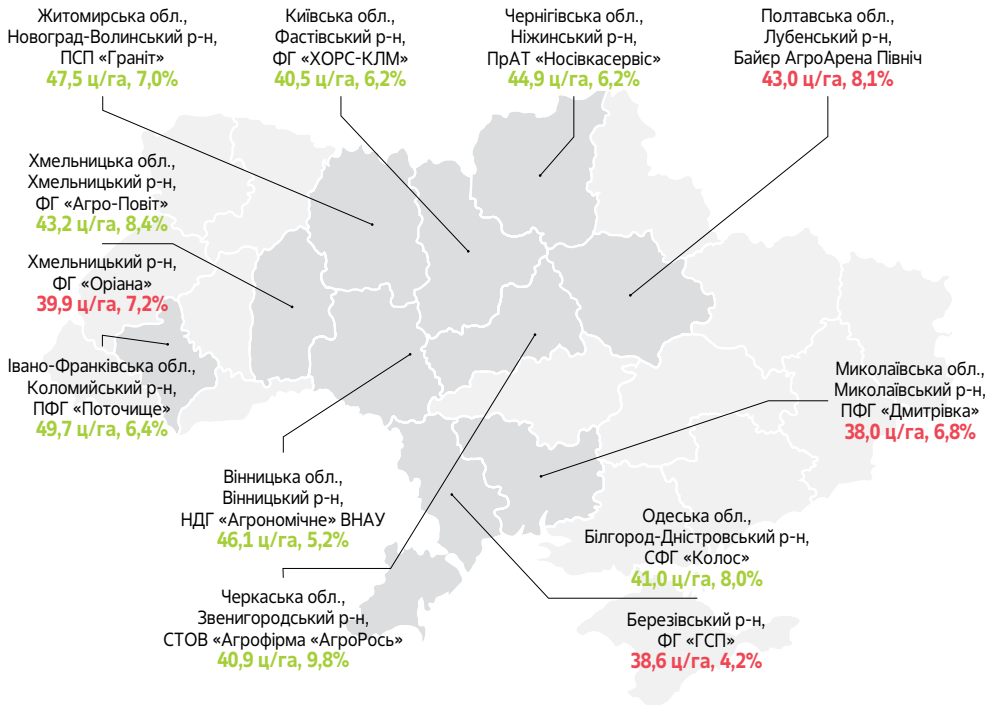 Житомирська обл.,
Новоград-Волинський р-н,
ПСП «Граніт»
47,5 ц/га, 7,0%
Київська обл.,
Фастівський р-н,
ФГ «ХОРС-КЛМ»
40,5 ц/га, 6,2%
Чернігівська обл.,
Ніжинський р-н,
ПрАТ «Носівкасервіс»
44,9 ц/га, 6,2%
Полтавська обл.,
Лубенський р-н,
Байєр АгроАрена Північ
43,0 ц/га, 8,1%
Хмельницька обл.,
Хмельницький р-н,
ФГ «Агро-Повіт»
43,2 ц/га, 8,4%
Хмельницький р-н,
ФГ «Оріана»
39,9 ц/га, 7,2%
Івано-Франківська обл.,
Коломийський р-н,
ПФГ «Поточище»
49,7 ц/га, 6,4%
Миколаївська обл.,
Миколаївський р-н,
ПФГ «Дмитрівка»
38,0 ц/га, 6,8%
Вінницька обл.,
Вінницький р-н,
НДГ «Агрономічне» ВНАУ
46,1 ц/га, 5,2%
Одеська обл.,
Білгород-Дністровський р-н,
СФГ «Колос»
41,0 ц/га, 8,0%
Березівський р-н,
ФГ «ГСП»
38,6 ц/га, 4,2%
Черкаська обл.,
Звенигородський р-н,
СТОВ «Агрофірма «АгроРось»
40,9 ц/га, 9,8%